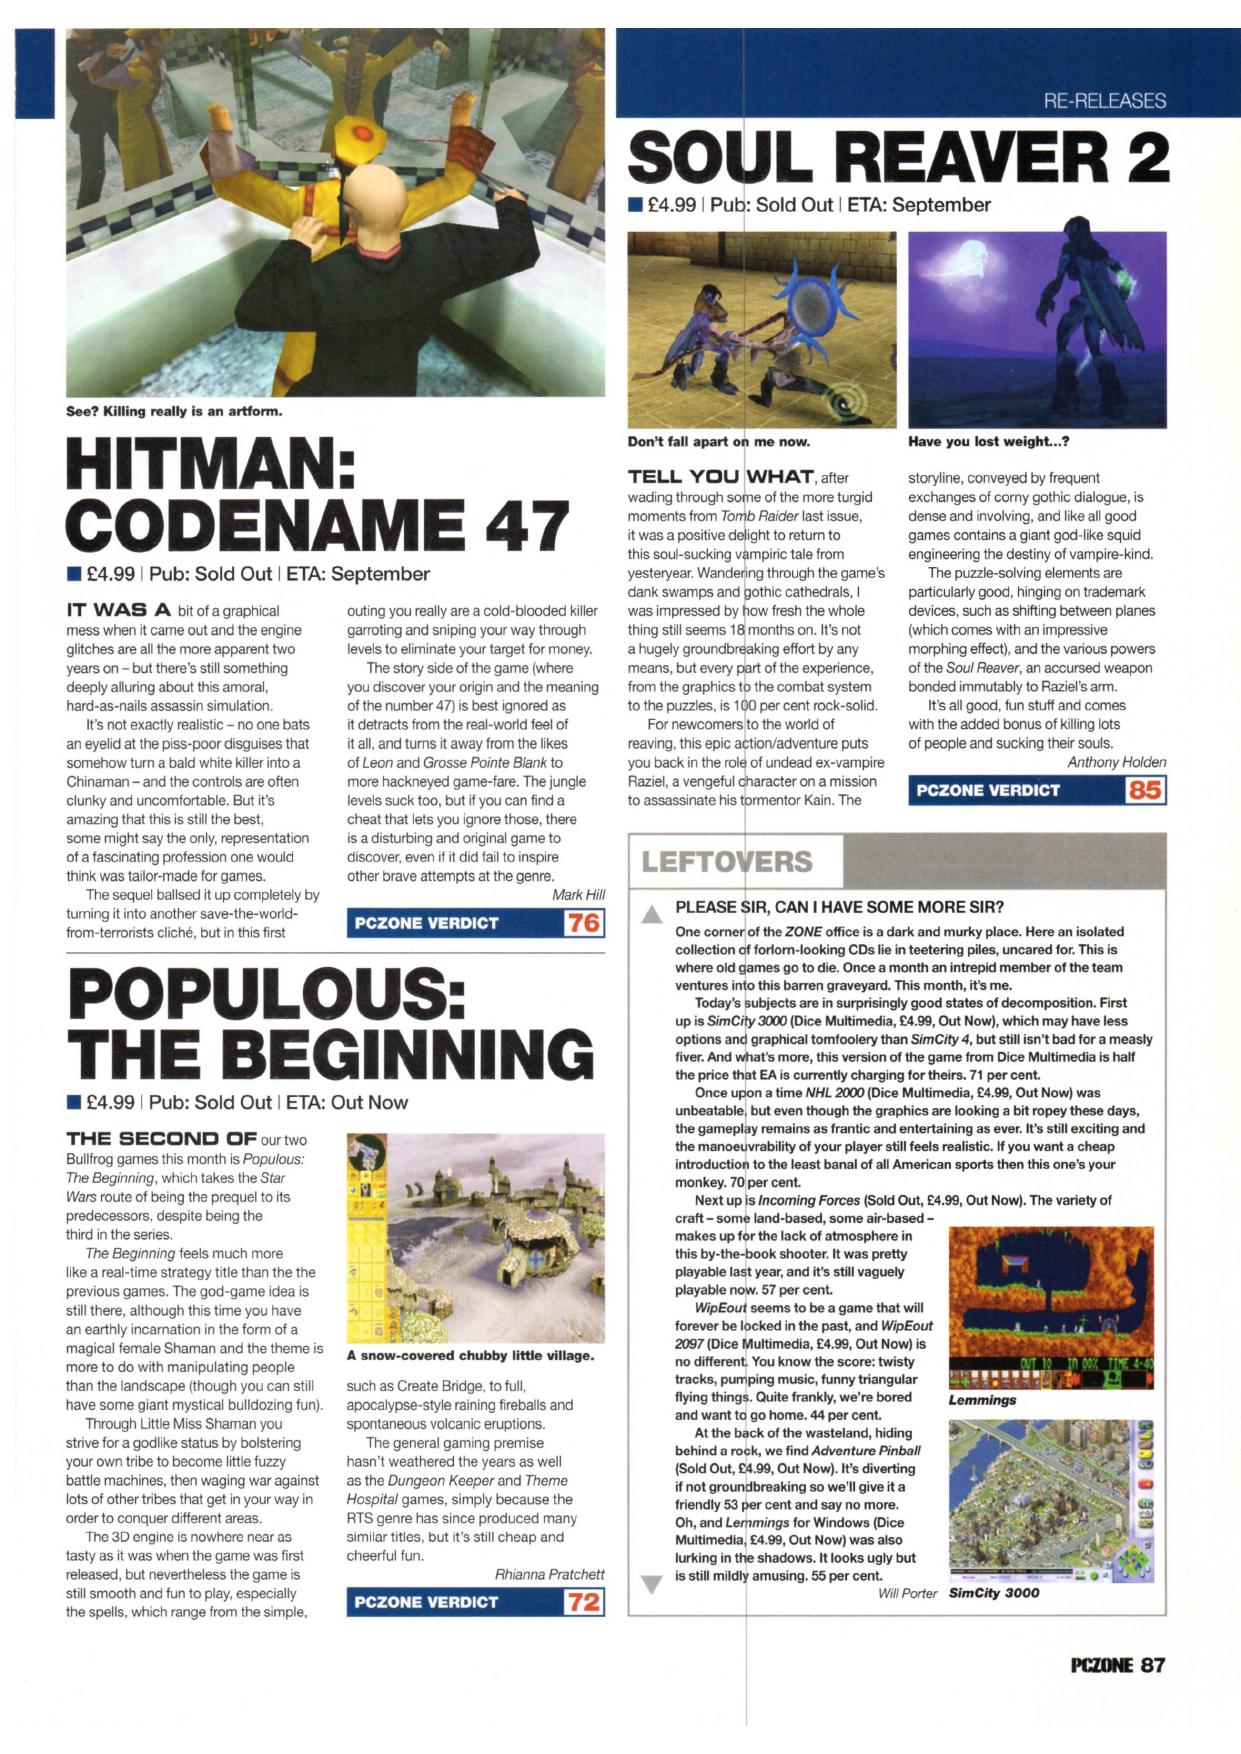 RE-RELEASES
See? Killing really is an artform.
HITMAN:
CODENAME 47
£4.99 | Pub: Sold Out | ETA: September
IT WAS A bit of a graphical
mess when it came out and the engine
glitches are all the more apparent two
years on – but there's still something
deeply alluring about this amoral,
hard-as-nails assassin simulation.
It's not exactly realistic – no one bats
an eyelid at the piss-poor disguises that
somehow turn a bald white killer into a
Chinaman – and the controls are often
clunky and uncomfortable. But it's
amazing that this is still the best,
some might say the only, representation
of a fascinating profession one would
think was tailor-made for games.
The sequel ballsed it up completely by
turning it into another save-the-world-
from-terrorists cliché, but in this first
outing you really are a cold-blooded killer
garroting and sniping your way through
levels to eliminate your target for money.
The story side of the game (where
you discover your origin and the meaning
of the number 47) is best ignored as
it detracts from the real-world feel of
it all, and turns it away from the likes
of Leon and Grosse Pointe Blank to
more hackneyed game-fare. The jungle
levels suck too, but if you can find a
cheat that lets you ignore those, there
is a disturbing and original game to
discover, even if it did fail to inspire
other brave attempts at the genre.
Mark Hill
PCZONE VERDICT 76
POPULOUS:
THE BEGINNING
£4.99 | Pub: Sold Out | ETA: Out Now
THE SECOND OF our two
Bullfrog games this month is Populous:
The Beginning, which takes the Star
Wars route of being the prequel to its
predecessors, despite being the
third in the series.
The Beginning feels much more
like a real-time strategy title than the the
previous games. The god-game idea is
still there, although this time you have
an earthly incarnation in the form of a
magical female Shaman and the theme is
more to do with manipulating people
than the landscape (though you can still
have some giant mystical bulldozing fun).
Through Little Miss Shaman you
strive for a godlike status by bolstering
your own tribe to become little fuzzy
battle machines, then waging war against
lots of other tribes that get in your way in
order to conquer different areas.
The 3D engine is nowhere near as
tasty as it was when the game was first
released, but nevertheless the game is
still smooth and fun to play, especially
the spells, which range from the simple,
A snow-covered chubby little village.
such as Create Bridge, to full,
apocalypse-style raining fireballs and
spontaneous volcanic eruptions.
The general gaming premise
hasn't weathered the years as well
as the Dungeon Keeper and Theme
Hospital games, simply because the
RTS genre has since produced many
similar titles, but it's still cheap and
cheerful fun.
Rhianna Pratchett
PCZONE VERDICT 72
SOUL REAVER 2
£4.99 | Pub: Sold Out | ETA: September
Don't fall apart on me now.
Have you lost weight...?
TELL YOU WHAT, after
wading through some of the more turgid
moments from Tomb Raider last issue,
it was a positive delight to return to
this soul-sucking vampiric tale from
yesteryear. Wandering through the game's
dank swamps and gothic cathedrals, I
was impressed by how fresh the whole
thing still seems 18 months on. It's not
a hugely groundbreaking effort by any
means, but every part of the experience,
from the graphics to the combat system
to the puzzles, is 100 per cent rock-solid.
For newcomers to the world of
reaving, this epic action/adventure puts
you back in the role of undead ex-vampire
Raziel, a vengeful character on a mission
to assassinate his tormentor Kain. The
storyline, conveyed by frequent
exchanges of corny gothic dialogue, is
dense and involving, and like all good
games contains a giant god-like squid
engineering the destiny of vampire-kind.
The puzzle-solving elements are
particularly good, hinging on trademark
devices, such as shifting between planes
(which comes with an impressive
morphing effect), and the various powers
of the Soul Reaver, an accursed weapon
bonded immutably to Raziel's arm.
It's all good, fun stuff and comes
with the added bonus of killing lots
of people and sucking their souls.
Anthony Holden
PCZONE VERDICT 85
LEFTOVERS
PLEASE SIR, CAN I HAVE SOME MORE SIR?
One corner of the ZONE office is a dark and murky place. Here an isolated
collection of forlorn-looking CDs lie in teetering piles, uncared for. This is
where old games go to die. Once a month an intrepid member of the team
ventures into this barren graveyard. This month, it's me.
Today's subjects are in surprisingly good states of decomposition. First
up is SimCity 3000 (Dice Multimedia, £4.99, Out Now), which may have less
options and graphical tomfoolery than SimCity 4, but still isn't bad for a measly
fiver. And what's more, this version of the game from Dice Multimedia is half
the price that EA is currently charging for theirs. 71 per cent.
Once upon a time NHL 2000 (Dice Multimedia, £4.99, Out Now) was
unbeatable, but even though the graphics are looking a bit ropey these days,
the gameplay remains as frantic and entertaining as ever. It's still exciting and
the manoeuvrability of your player still feels realistic. If you want a cheap
introduction to the least banal of all American sports then this one's your
monkey. 70 per cent.
Next up is Incoming Forces (Sold Out, £4.99, Out Now). The variety of
craft – some land-based, some air-based –
makes up for the lack of atmosphere in
this by-the-book shooter. It was pretty
playable last year, and it's still vaguely
playable now. 57 per cent.
WipEout seems to be a game that will
forever be locked in the past, and WipEout
2097 (Dice Multimedia, £4.99, Out Now) is
no different. You know the score: twisty
tracks, pumping music, funny triangular
flying things. Quite frankly, we're bored
and want to go home. 44 per cent.
At the back of the wasteland, hiding
behind a rock, we find Adventure Pinball
(Sold Out, £4.99, Out Now). It's diverting
if not groundbreaking so we'll give it a
friendly 53 per cent and say no more.
Oh, and Lemmings for Windows (Dice
Multimedia, £4.99, Out Now) was also
lurking in the shadows. It looks ugly but
is still mildly amusing. 55 per cent.
Will Porter
OUT 10 IN 00% TIME 4-40
Lemmings
SimCity 3000
PCZONE 87